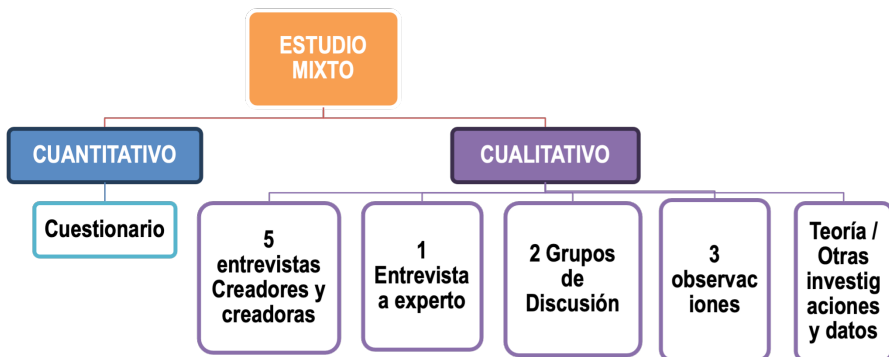 ESTUDIO
MIXTO
CUANTITATIVO
CUALITATIVO
Cuestionario
5
entrevistas
Creadores y
creadoras
1
Entrevista
a experto
2 Grupos
de
Discusión
3
observac
iones
Teoría /
Otras
investig
aciones
y datos